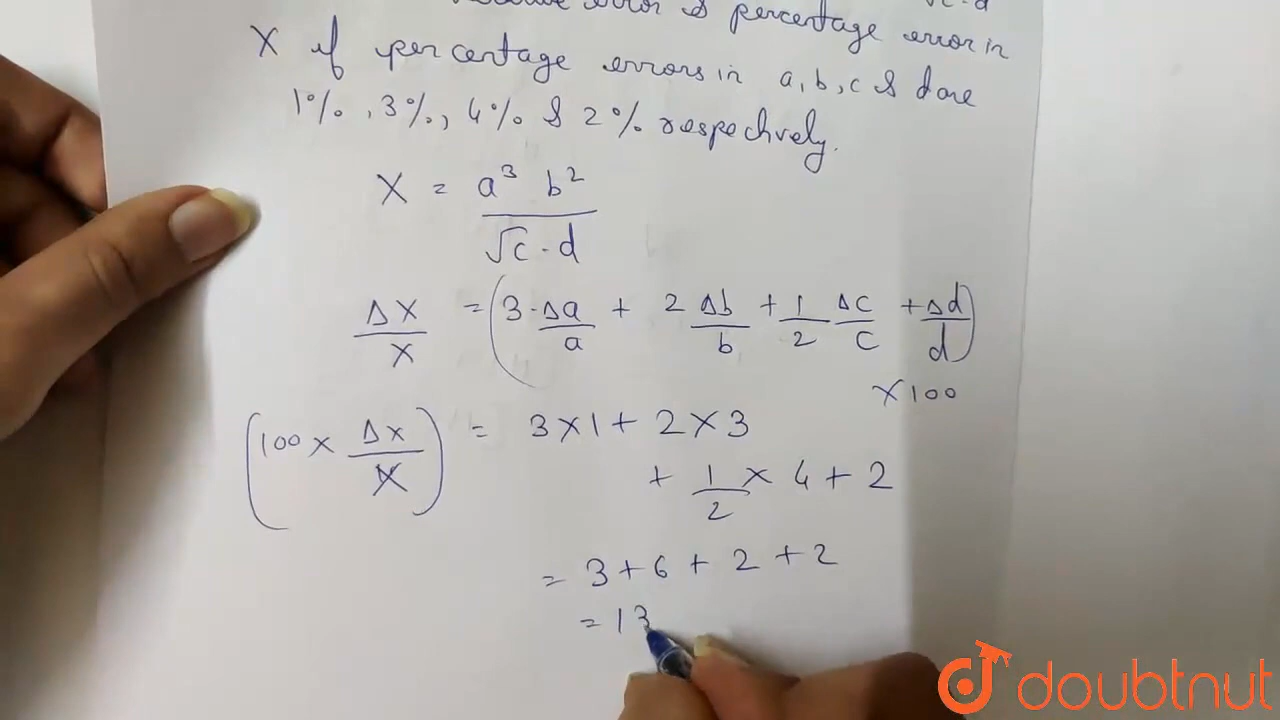 error & percentage error in
X if percentage errors in a, b, c & d are
1%, 3%, 4% & 2% respectively.
X = a³ b² / √c · d
Δx / x = (3 · Δa / a + 2 Δb / b + 1 / 2 Δc / c + Δd / d) × 100
(100 × Δx / x) = 3 × 1 + 2 × 3
+ 1 / 2 × 4 + 2
= 3 + 6 + 2 + 2
= 13
doubtnut